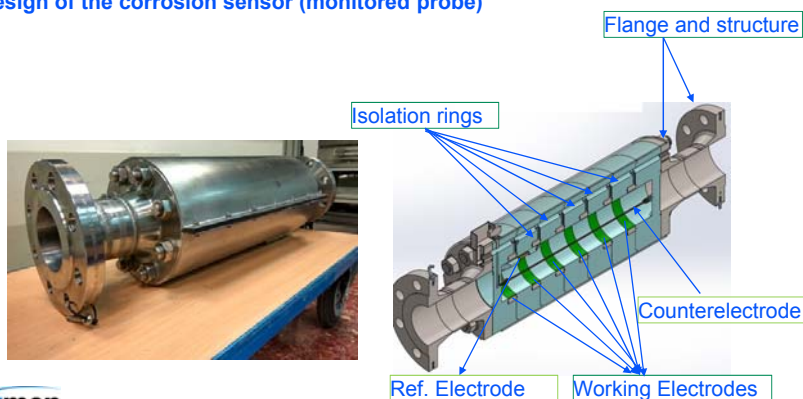 esign of the corrosion sensor (monitored probe)
Flange and structure
Isolation rings
Counterelectrode
Ref. Electrode
Working Electrodes